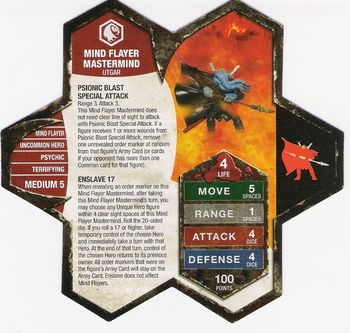 MIND FLAYER
MASTERMIND
UTGAR
PSIONIC BLAST
SPECIAL ATTACK
Range 3. Attack 3.
This Mind Flayer Mastermind does
not need clear line of sight to attack
with Psionic Blast Special Attack. If a
figure receives 1 or more wounds from
Psionic Blast Special Attack, remove
one unrevealed order marker at random
from that figure's Army Card (or cards
if your opponent has more than one
Common card for that figure).
ENSLAVE 17
When revealing an order marker on this
Mind Flayer Mastermind, after taking
this Mind Flayer Mastermind's turn, you
may choose any Unique Hero figure
within 4 clear sight spaces of this Mind
Flayer Mastermind. Roll the 20-sided
die. If you roll a 17 or higher, take
temporary control of the chosen Hero
and immediately take a turn with that
Hero. At the end of that turn, control of
the chosen Hero returns to its previous
owner. All order markers that were on
the figure's Army Card will stay on the
Army Card. Enslave does not affect
Mind Flayers.
MIND FLAYER
UNCOMMON HERO
PSYCHIC
TERRIFYING
MEDIUM 5
4
LIFE
MOVE 5
SPACES
RANGE 1
SPACES
ATTACK 4
DICE
DEFENSE 4
DICE
100
POINTS